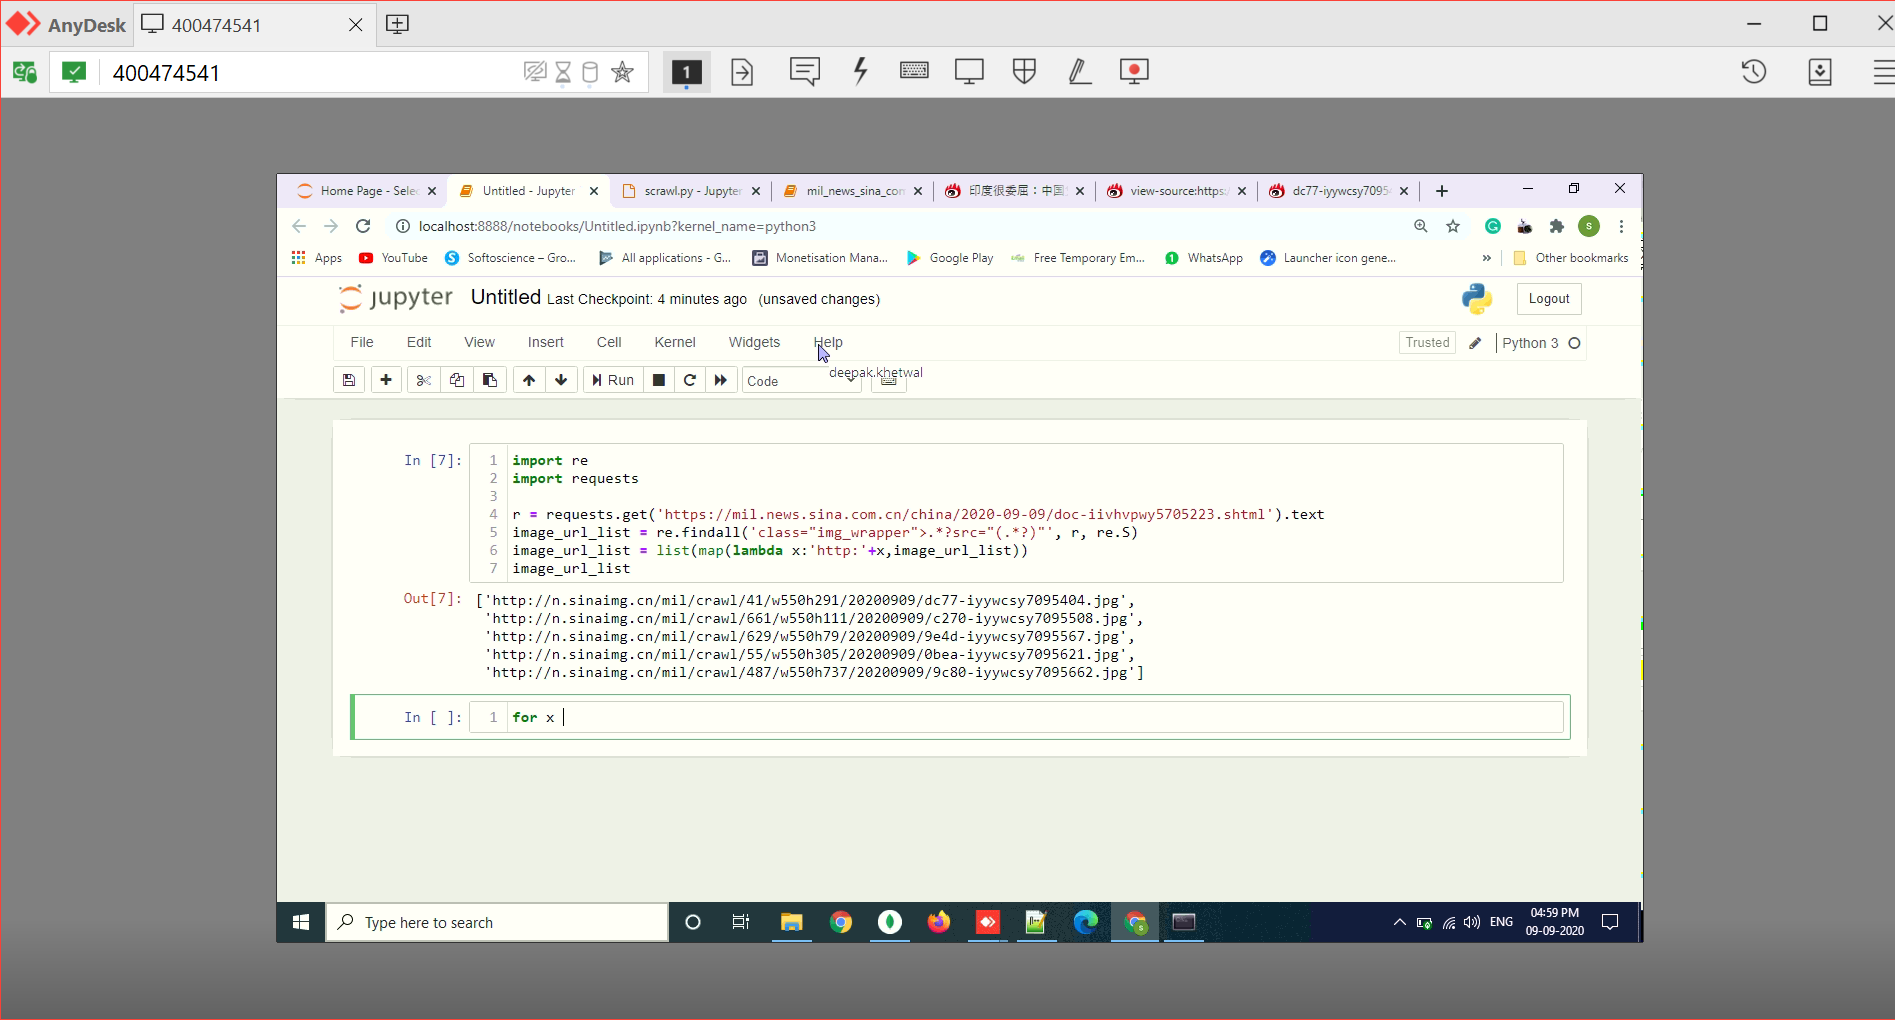 AnyDesk
400474541
400474541
1
Home Page - Selec
Untitled - Jupyter
scrawl.py - Jupyter
mil_news_sina_com
印度很委屈：中国
view-source:https:/
dc77-iyywcsy7095
localhost:8888/notebooks/Untitled.ipynb?kernel_name=python3
S
Apps
YouTube
Softoscience – Gro...
All applications - G...
Monetisation Mana...
Google Play
Free Temporary Em...
1
WhatsApp
Launcher icon gene...
»
Other bookmarks
jupyter
Untitled Last Checkpoint: 4 minutes ago (unsaved changes)
Logout
File
Edit
View
Insert
Cell
Kernel
Widgets
Help
Trusted
Python 3
deepak.khetwal
Run
Code
In [7]:
1 import re
2 import requests
3
4 r = requests.get('https://mil.news.sina.com.cn/china/2020-09-09/doc-iivhvpwy5705223.shtml').text
5 image_url_list = re.findall('class="img_wrapper">.*?src="(.*?)"', r, re.S)
6 image_url_list = list(map(lambda x:'http:'+x,image_url_list))
7 image_url_list
Out[7]: ['http://n.sinaimg.cn/mil/crawl/41/w550h291/20200909/dc77-iyywcsy7095404.jpg',
'http://n.sinaimg.cn/mil/crawl/661/w550h111/20200909/c270-iyywcsy7095508.jpg',
'http://n.sinaimg.cn/mil/crawl/629/w550h79/20200909/9e4d-iyywcsy7095567.jpg',
'http://n.sinaimg.cn/mil/crawl/55/w550h305/20200909/0bea-iyywcsy7095621.jpg',
'http://n.sinaimg.cn/mil/crawl/487/w550h737/20200909/9c80-iyywcsy7095662.jpg']
In [ ]:
1 for x
Type here to search
ENG
04:59 PM
09-09-2020